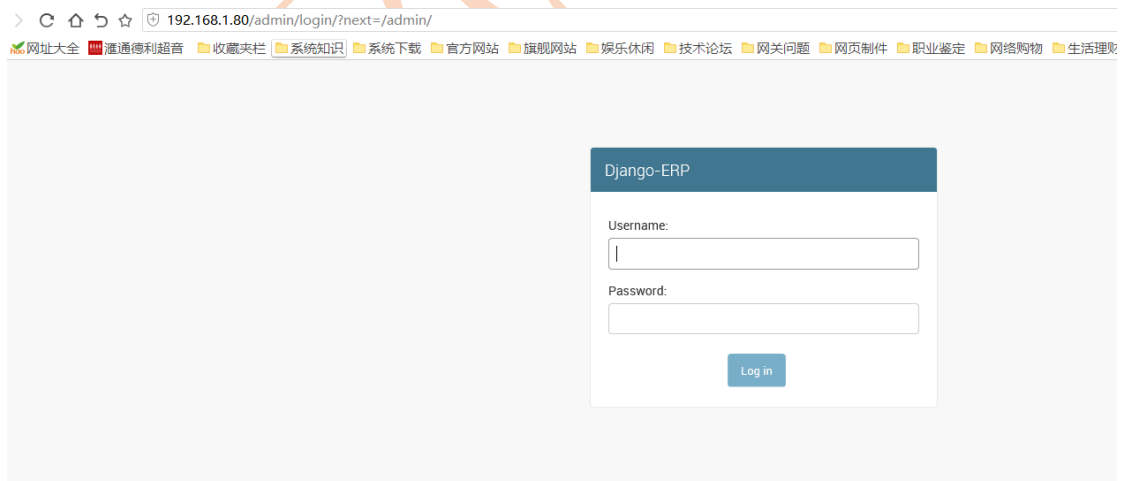 192.168.1.80/admin/login/?next=/admin/
hao 网址大全 滙通德利超音 收藏夹栏 系统知识 系统下载 官方网站 旗舰网站 娱乐休闲 技术论坛 网关问题 网页制件 职业鉴定 网络购物 生活理财
Django-ERP
Username:
Password:
Log in